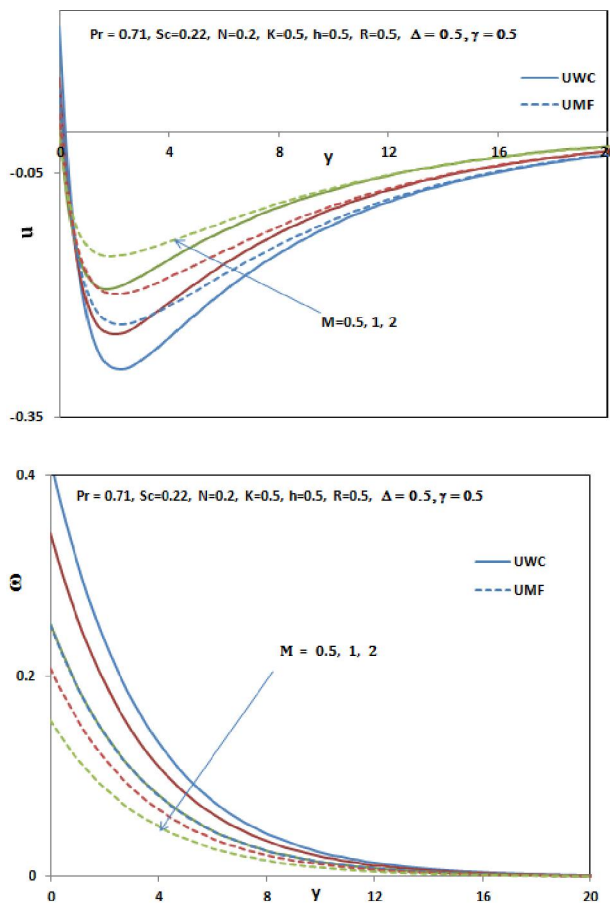 Pr = 0.71, Sc=0.22, N=0.2, K=0.5, h=0.5, R=0.5, Δ = 0.5, γ = 0.5
UWC
UMF
0 4 8 12 16 20
y
-0.05
u
M=0.5, 1, 2
-0.35
0.4
Pr = 0.71, Sc=0.22, N=0.2, K=0.5, h=0.5, R=0.5, Δ = 0.5, γ = 0.5
UWC
UMF
ω
M = 0.5, 1, 2
0.2
0
0 4 8 12 16 20
y